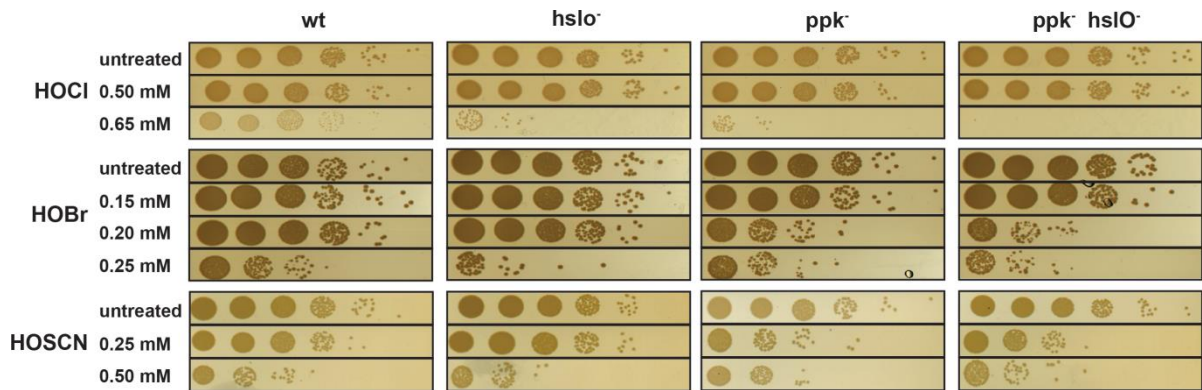 wt hslo⁻ ppk⁻ ppk⁻ hslO⁻
untreated
HOCl 0.50 mM
0.65 mM
untreated
0.15 mM
HOBr
0.20 mM
0.25 mM
untreated
HOSCN 0.25 mM
0.50 mM